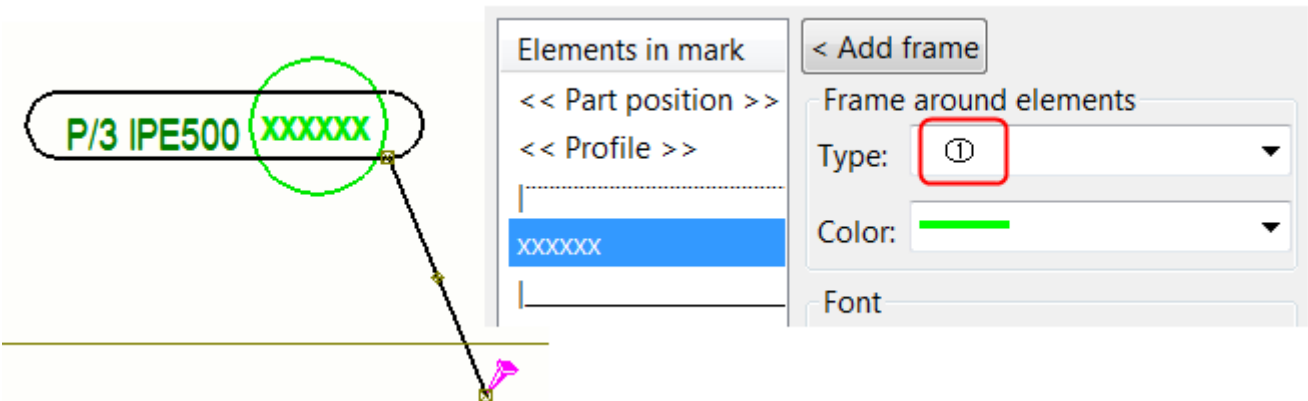 P/3 IPE500 XXXXXX
Elements in mark
<< Part position >>
<< Profile >>
xxxxxx
< Add frame
Frame around elements
Type: ①
Color:
Font